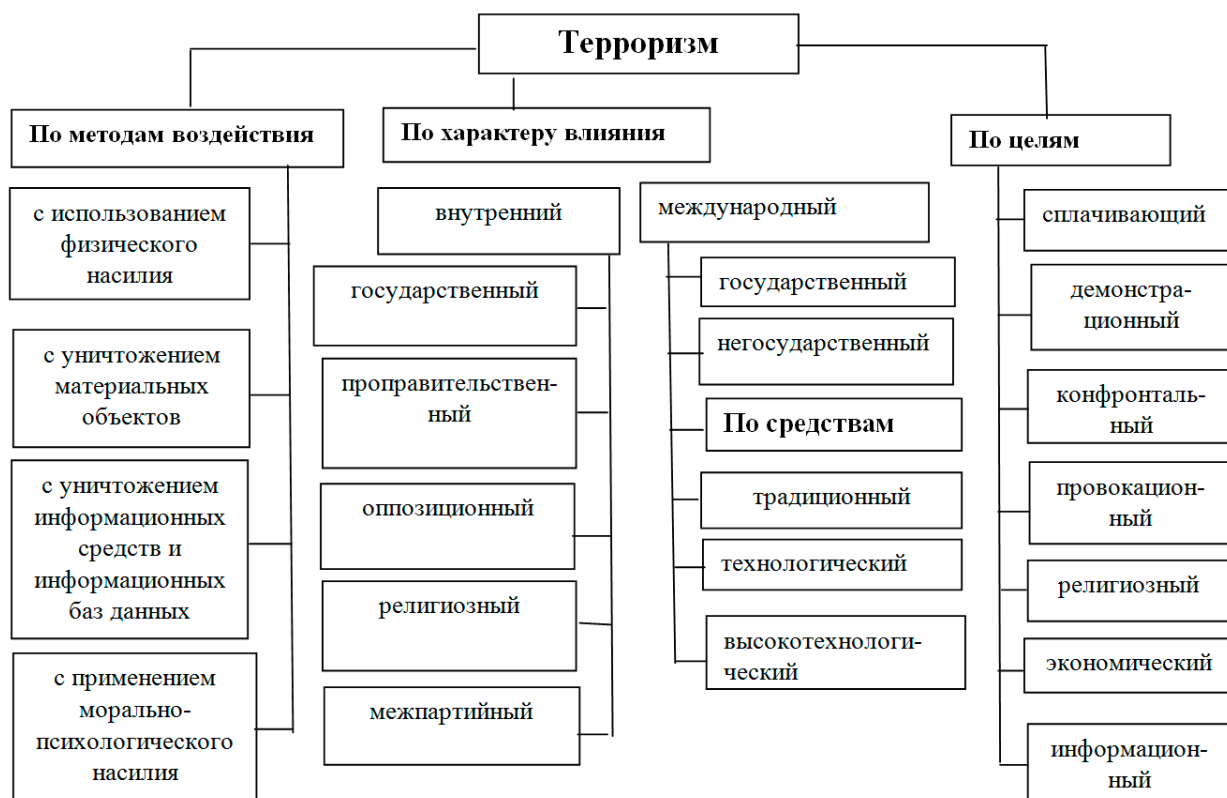 Терроризм
По методам воздействия
с использованием
физического
насилия
с уничтожением
материальных
объектов
с уничтожением
информационных
средств и
информационных
баз данных
с применением
морально-
психологического
насилия
По характеру влияния
внутренний
государственный
проправительствен-
ный
оппозиционный
религиозный
межпартийный
международный
государственный
негосударственный
По средствам
традиционный
технологический
высокотехнологи-
ческий
По целям
сплачивающий
демонстра-
ционный
конфронталь-
ный
провокацион-
ный
религиозный
экономический
информацион-
ный